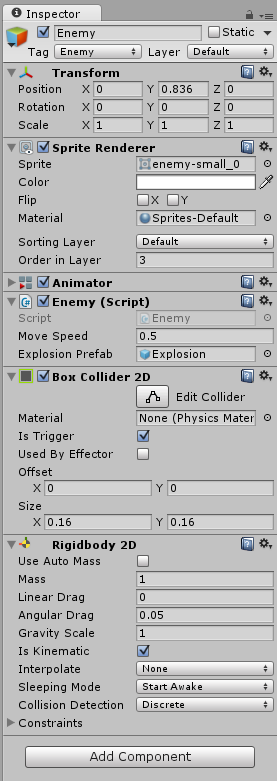 Inspector
Enemy Static
Tag Enemy Layer Default
Transform
Position X 0 Y 0.836 Z 0
Rotation X 0 Y 0 Z 0
Scale X 1 Y 1 Z 1
Sprite Renderer
Sprite enemy-small_0
Color
Flip X Y
Material Sprites-Default
Sorting Layer Default
Order in Layer 3
Animator
Enemy (Script)
Script Enemy
Move Speed 0.5
Explosion Prefab Explosion
Box Collider 2D
Edit Collider
Material None (Physics Mater
Is Trigger
Used By Effector
Offset
X 0 Y 0
Size
X 0.16 Y 0.16
Rigidbody 2D
Use Auto Mass
Mass 1
Linear Drag 0
Angular Drag 0.05
Gravity Scale 1
Is Kinematic
Interpolate None
Sleeping Mode Start Awake
Collision Detection Discrete
Constraints
Add Component